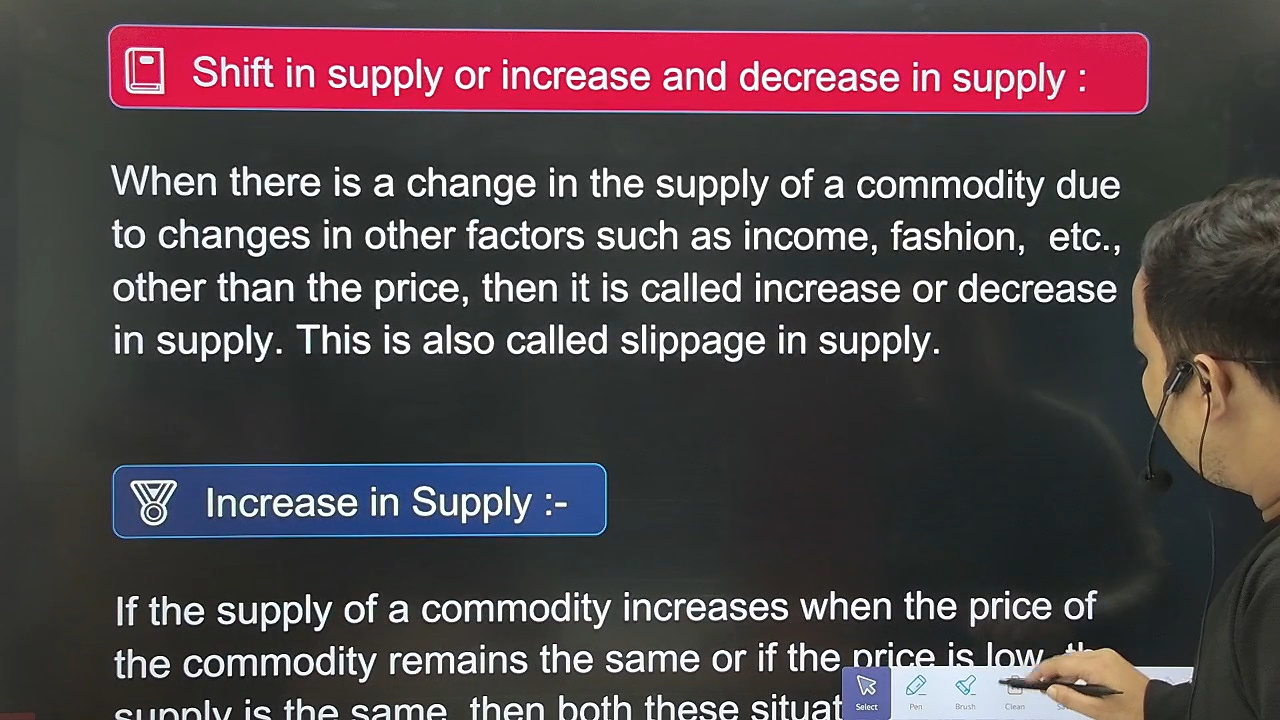 Shift in supply or increase and decrease in supply :
When there is a change in the supply of a commodity due
to changes in other factors such as income, fashion, etc.,
other than the price, then it is called increase or decrease
in supply. This is also called slippage in supply.
Increase in Supply :-
If the supply of a commodity increases when the price of
the commodity remains the same or if the price is low
supply is the same then both these
Select Pen Brush Clean